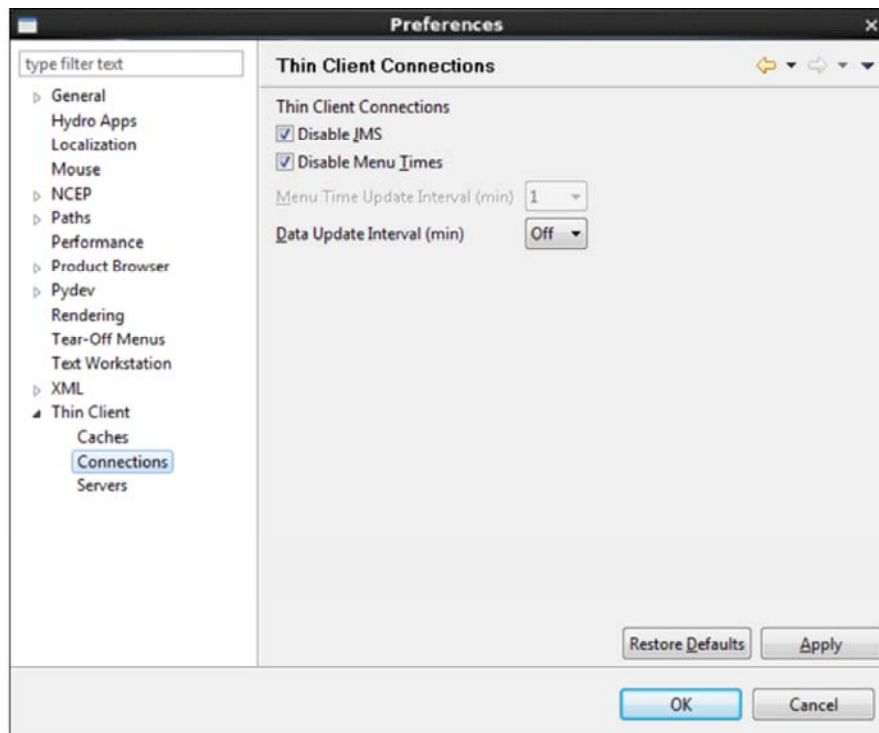 Preferences
type filter text
General
Hydro Apps
Localization
Mouse
NCEP
Paths
Performance
Product Browser
Pydev
Rendering
Tear-Off Menus
Text Workstation
XML
Thin Client
Caches
Connections
Servers
Thin Client Connections
Thin Client Connections
Disable JMS
Disable Menu Times
Menu Time Update Interval (min) 1
Data Update Interval (min) Off
Restore Defaults Apply
OK Cancel